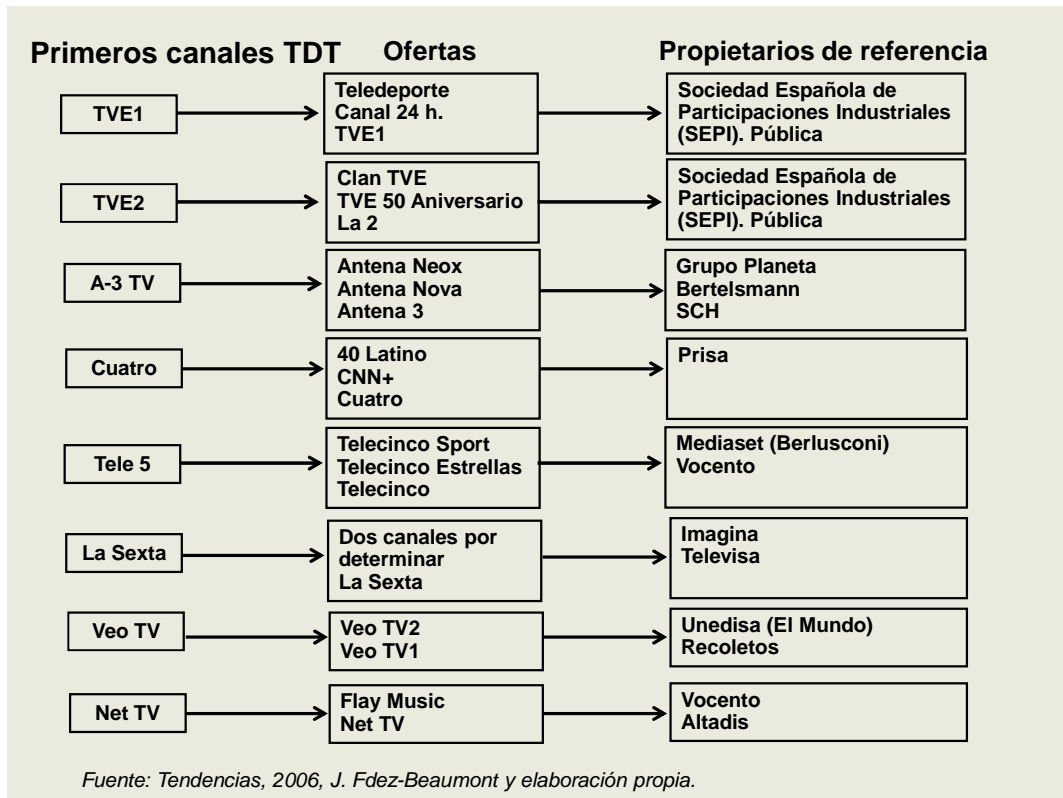 Primeros canales TDT
Ofertas
Propietarios de referencia
TVE1
Teledeporte
Canal 24 h.
TVE1
Sociedad Española de
Participaciones Industriales
(SEPI). Pública
TVE2
Clan TVE
TVE 50 Aniversario
La 2
Sociedad Española de
Participaciones Industriales
(SEPI). Pública
A-3 TV
Antena Neox
Antena Nova
Antena 3
Grupo Planeta
Bertelsmann
SCH
Cuatro
40 Latino
CNN+
Cuatro
Prisa
Tele 5
Telecinco Sport
Telecinco Estrellas
Telecinco
Mediaset (Berlusconi)
Vocento
La Sexta
Dos canales por
determinar
La Sexta
Imagina
Televisa
Veo TV
Veo TV2
Veo TV1
Unedisa (El Mundo)
Recoletos
Net TV
Flay Music
Net TV
Vocento
Altadis
Fuente: Tendencias, 2006, J. Fdez-Beaumont y elaboración propia.